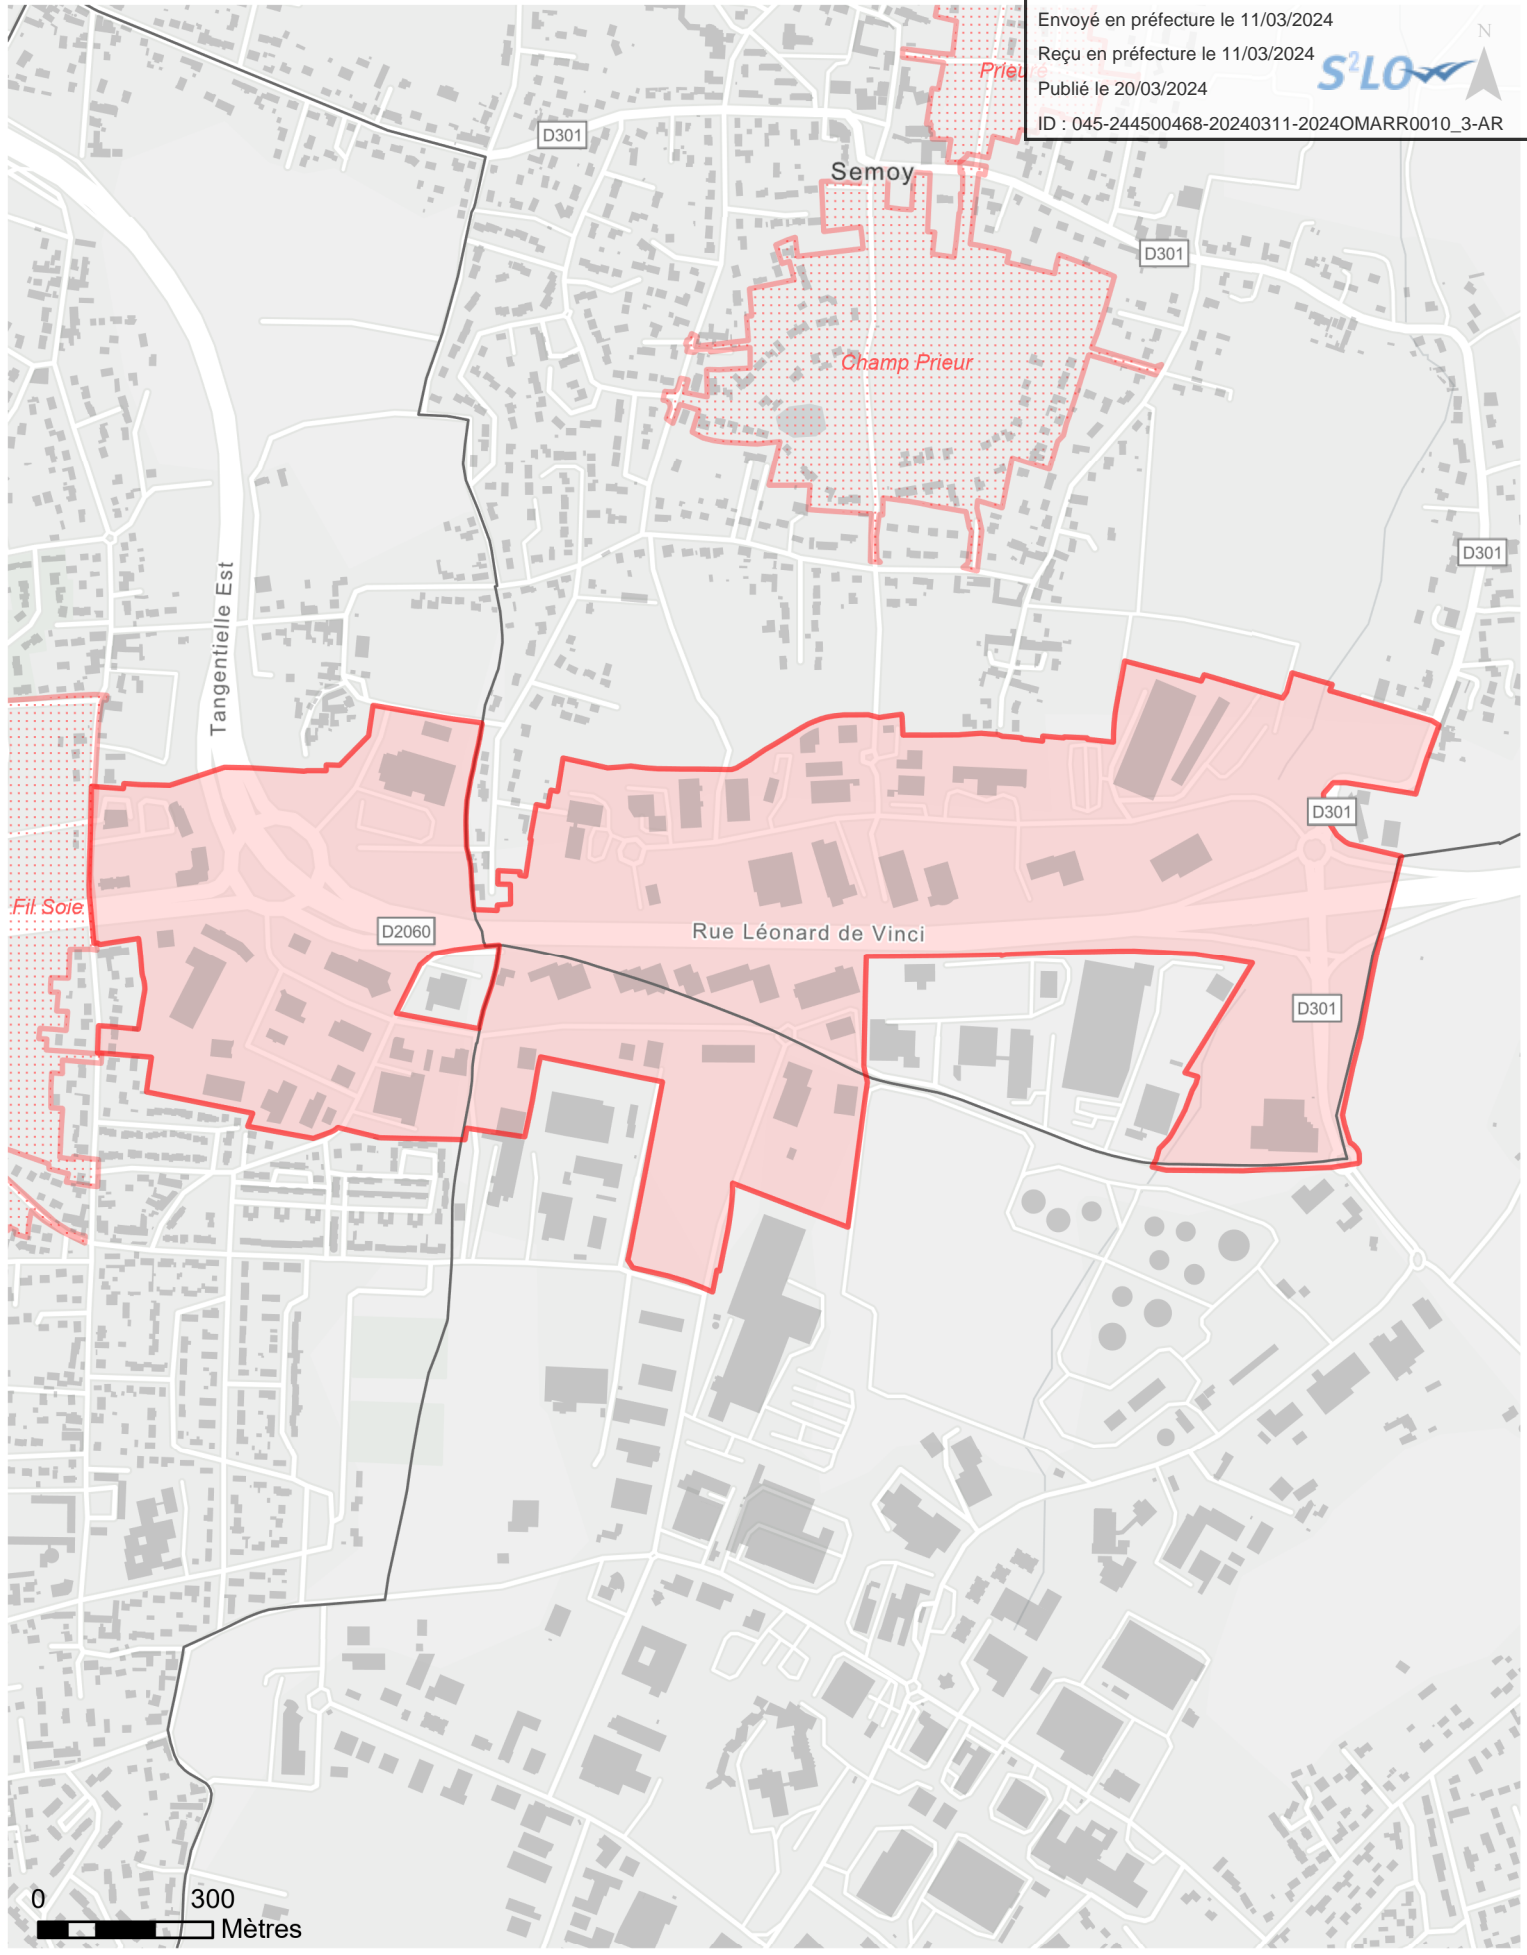 Envoyé en préfecture le 11/03/2024
Reçu en préfecture le 11/03/2024
Publié le 20/03/2024
S²LO
ID : 045-244500468-20240311-2024OMARR0010_3-AR
N
Prieuré
D301
Semoy
D301
Champ Prieur
D301
Tangentielle Est
D301
Fil Soie
D2060
Rue Léonard de Vinci
D301
0 300
Mètres